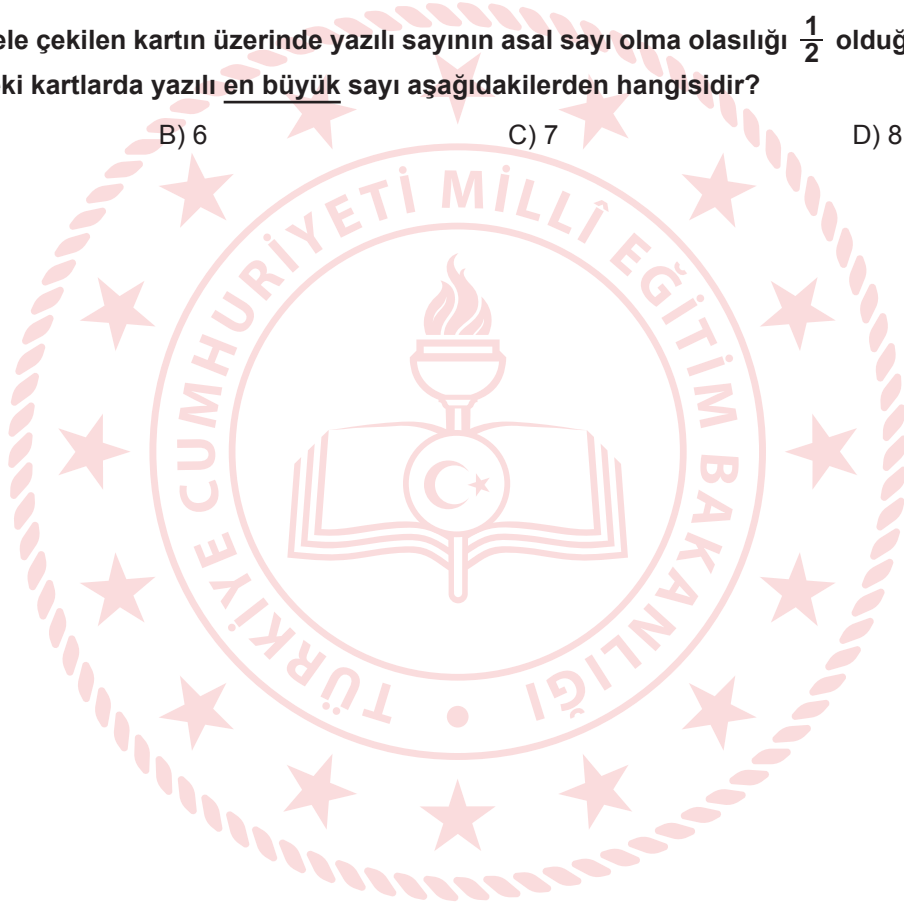 ele çekilen kartın üzerinde yazılı sayının asal sayı olma olasılığı 1/2 olduğ
ki kartlarda yazılı en büyük sayı aşağıdakilerden hangisidir?
B) 6 C) 7 D) 8
TÜRKİYE CUMHURİYETİ MİLLÎ EĞİTİM BAKANLIĞI